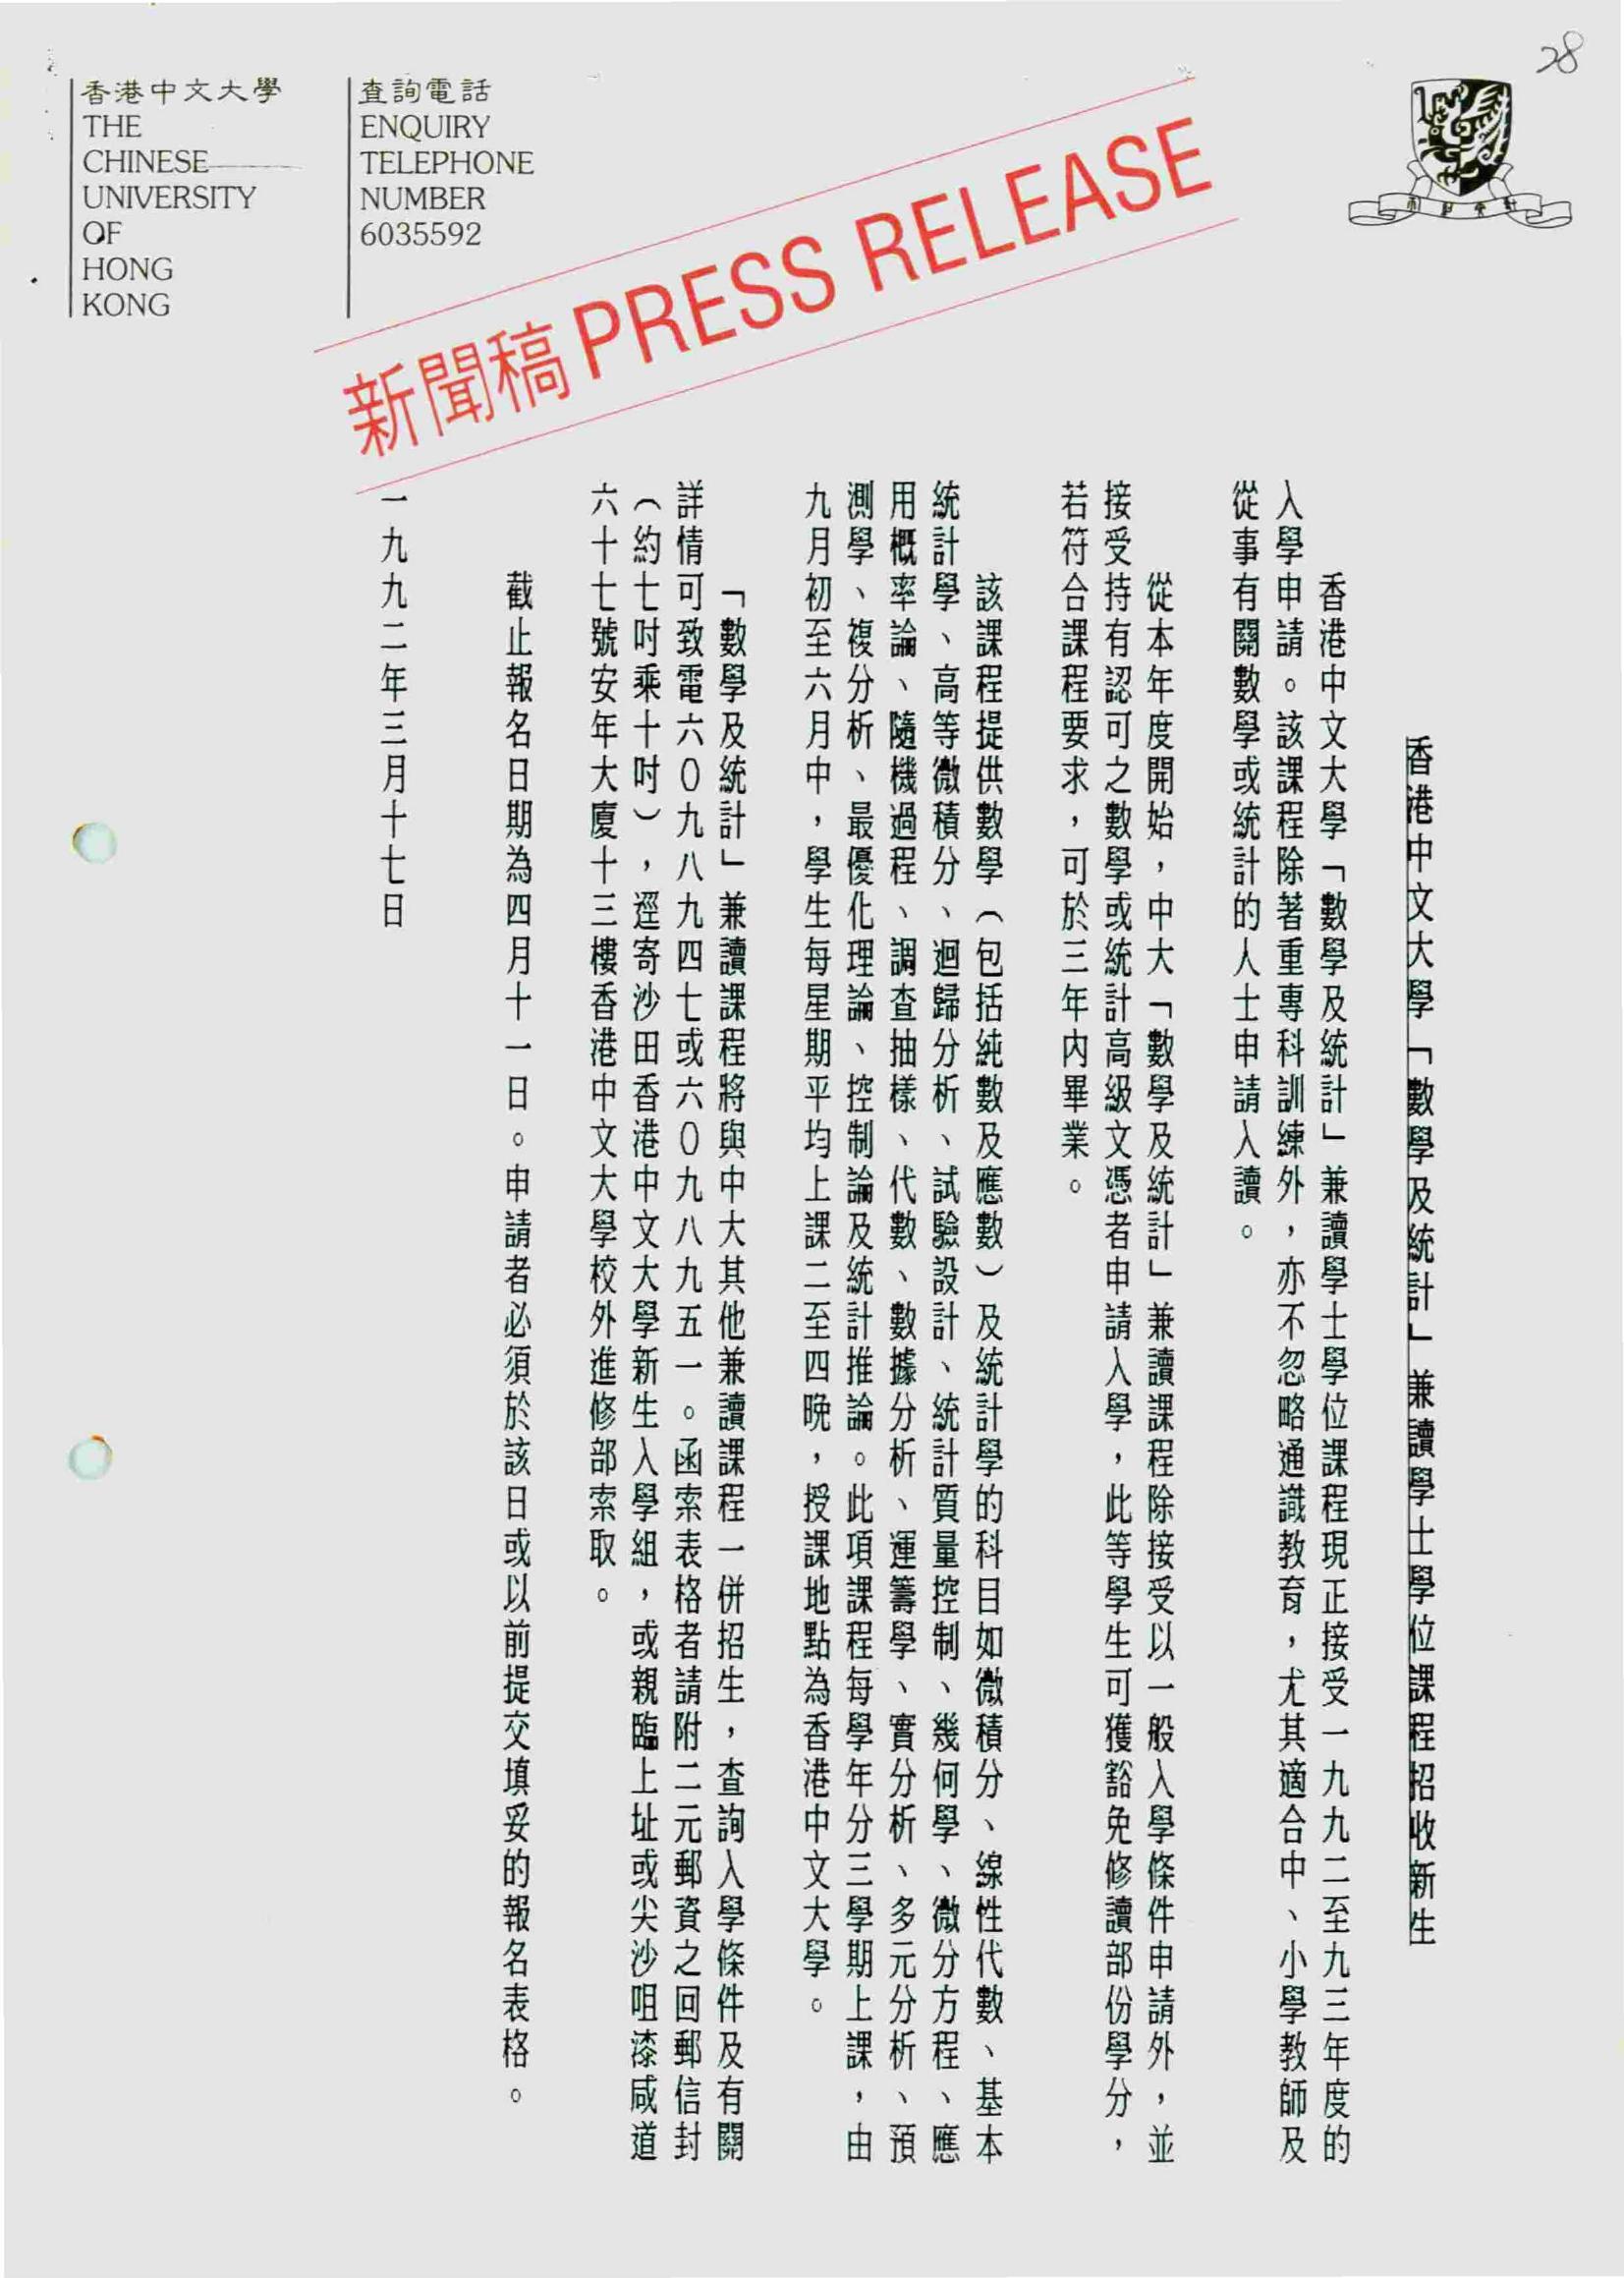 28
香港中文大學
THE
CHINESE
UNIVERSITY
OF
HONG
KONG
查詢電話
ENQUIRY
TELEPHONE
NUMBER
6035592
新聞稿 PRESS RELEASE
香港中文大學「數學及統計」兼讀學士學位課程招收新生
香港中文大學「數學及統計」兼讀學士學位課程現正接受一九九二至九三年度的
入學申請。該課程除著重專科訓練外，亦不忽略通識教育，尤其適合中、小學教師及
從事有關數學或統計的人士申請入讀。
從本年度開始，中大「數學及統計」兼讀課程除接受以一般入學條件申請外，並
接受持有認可之數學或統計高級文憑者申請入學，此等學生可獲豁免修讀部份學分，
若符合課程要求，可於三年內畢業。
該課程提供數學（包括純數及應數）及統計學的科目如微積分、線性代數、基本
統計學、高等微積分、迴歸分析、試驗設計、統計質量控制、幾何學、微分方程、應
用概率論、隨機過程、調查抽樣、代數、數據分析、運籌學、實分析、多元分析、預
測學、複分析、最優化理論、控制論及統計推論。此項課程每學年分三學期上課，由
九月初至六月中，學生每星期平均上課二至四晚，授課地點為香港中文大學。
「數學及統計」兼讀課程將與中大其他兼讀課程一併招生，查詢入學條件及有關
詳情可致電六〇九八九四七或六〇九八九五一。函索表格者請附二元郵資之回郵信封
（約七吋乘十吋），逕寄沙田香港中文大學新生入學組，或親臨上址或尖沙咀漆咸道
六十七號安年大廈十三樓香港中文大學校外進修部索取。
截止報名日期為四月十一日。申請者必須於該日或以前提交填妥的報名表格。
一九九二年三月十七日